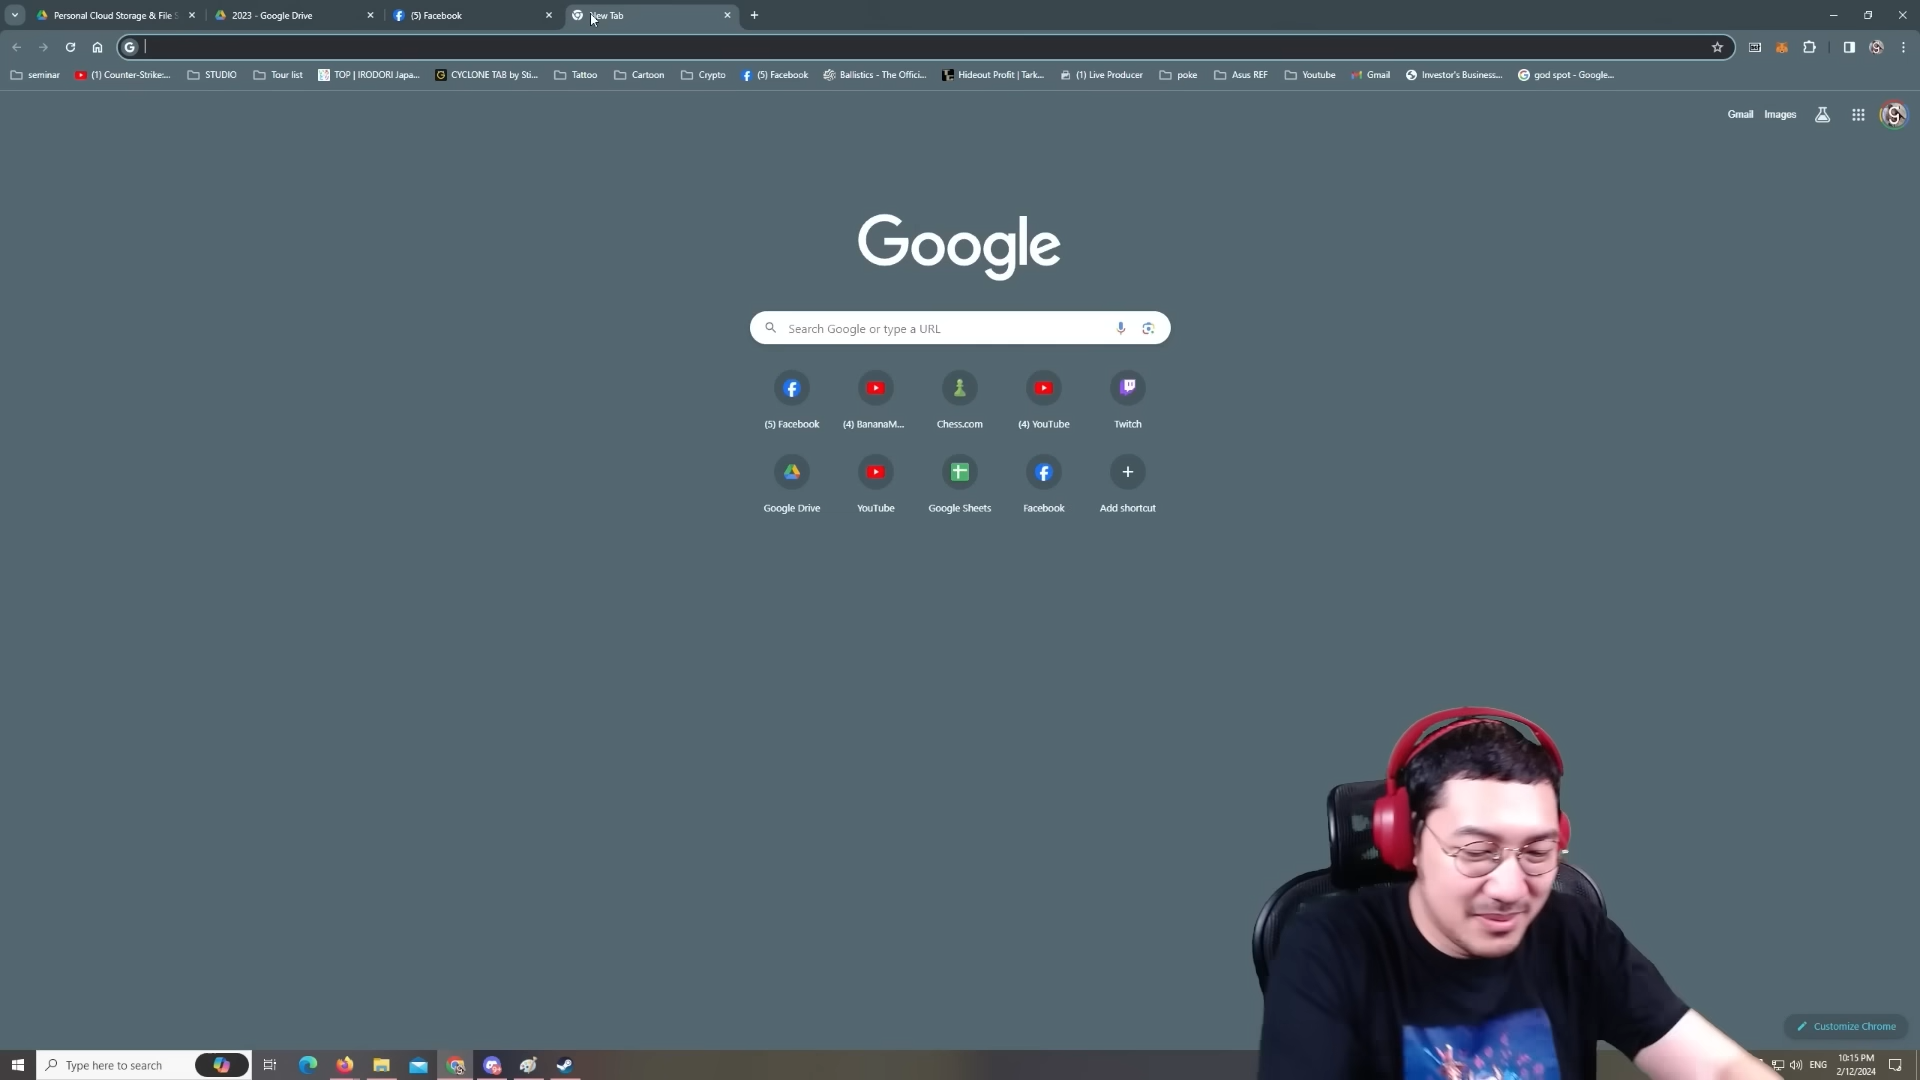 Personal Cloud Storage & File S
2023 - Google Drive
(5) Facebook
New Tab
seminar
(1) Counter-Strike:...
STUDIO
Tour list
TOP | IRODORI Japa...
CYCLONE TAB by Sti...
Tattoo
Cartoon
Crypto
(5) Facebook
Ballistics - The Offici...
Hideout Profit | Tark...
(1) Live Producer
poke
Asus REF
Youtube
Gmail
Investor's Business...
god spot - Google...
Gmail
Images
Google
Search Google or type a URL
(5) Facebook
(4) BananaM...
Chess.com
(4) YouTube
Twitch
Google Drive
YouTube
Google Sheets
Facebook
Add shortcut
Customize Chrome
Type here to search
ENG
10:15 PM
2/12/2024